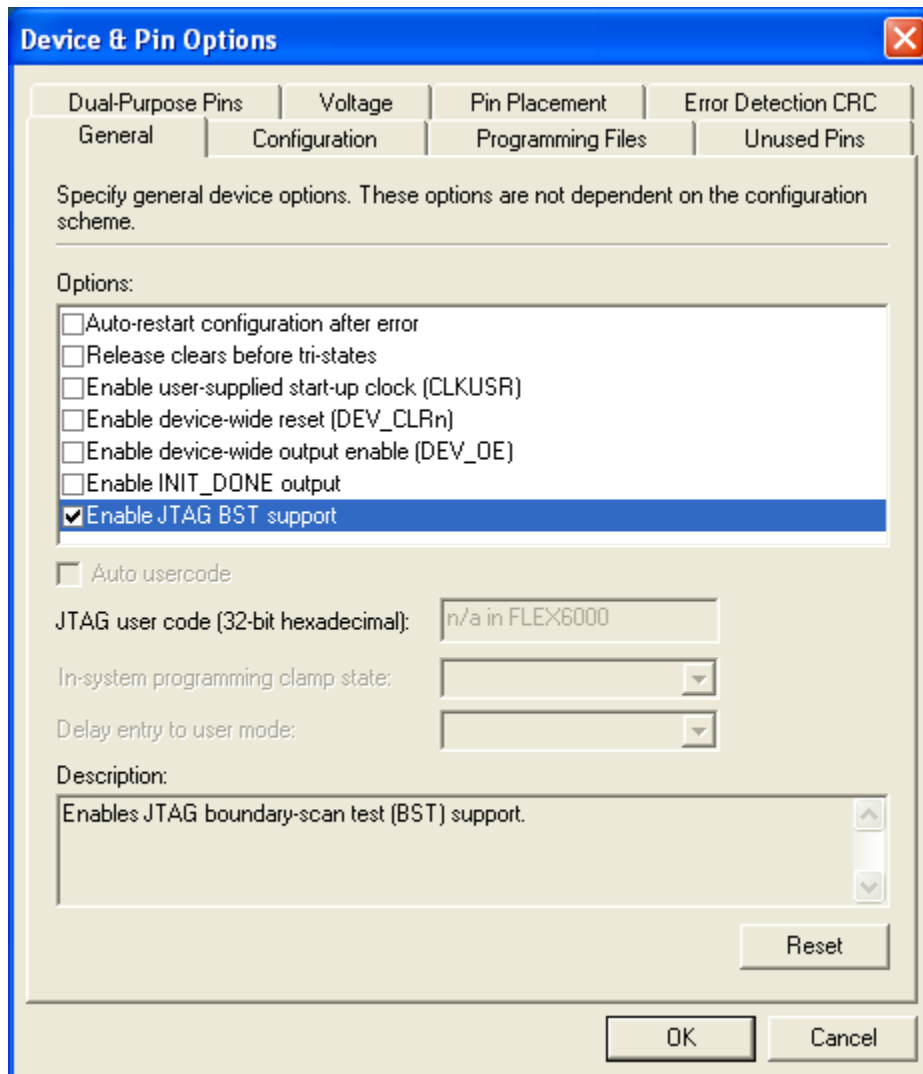 Device & Pin Options
Dual-Purpose Pins
Voltage
Pin Placement
Error Detection CRC
General
Configuration
Programming Files
Unused Pins
Specify general device options. These options are not dependent on the configuration
scheme.
Options:
Auto-restart configuration after error
Release clears before tri-states
Enable user-supplied start-up clock (CLKUSR)
Enable device-wide reset (DEV_CLRn)
Enable device-wide output enable (DEV_OE)
Enable INIT_DONE output
Enable JTAG BST support
Auto usercode
JTAG user code (32-bit hexadecimal):
n/a in FLEX6000
In-system programming clamp state:
Delay entry to user mode:
Description:
Enables JTAG boundary-scan test (BST) support.
Reset
OK
Cancel